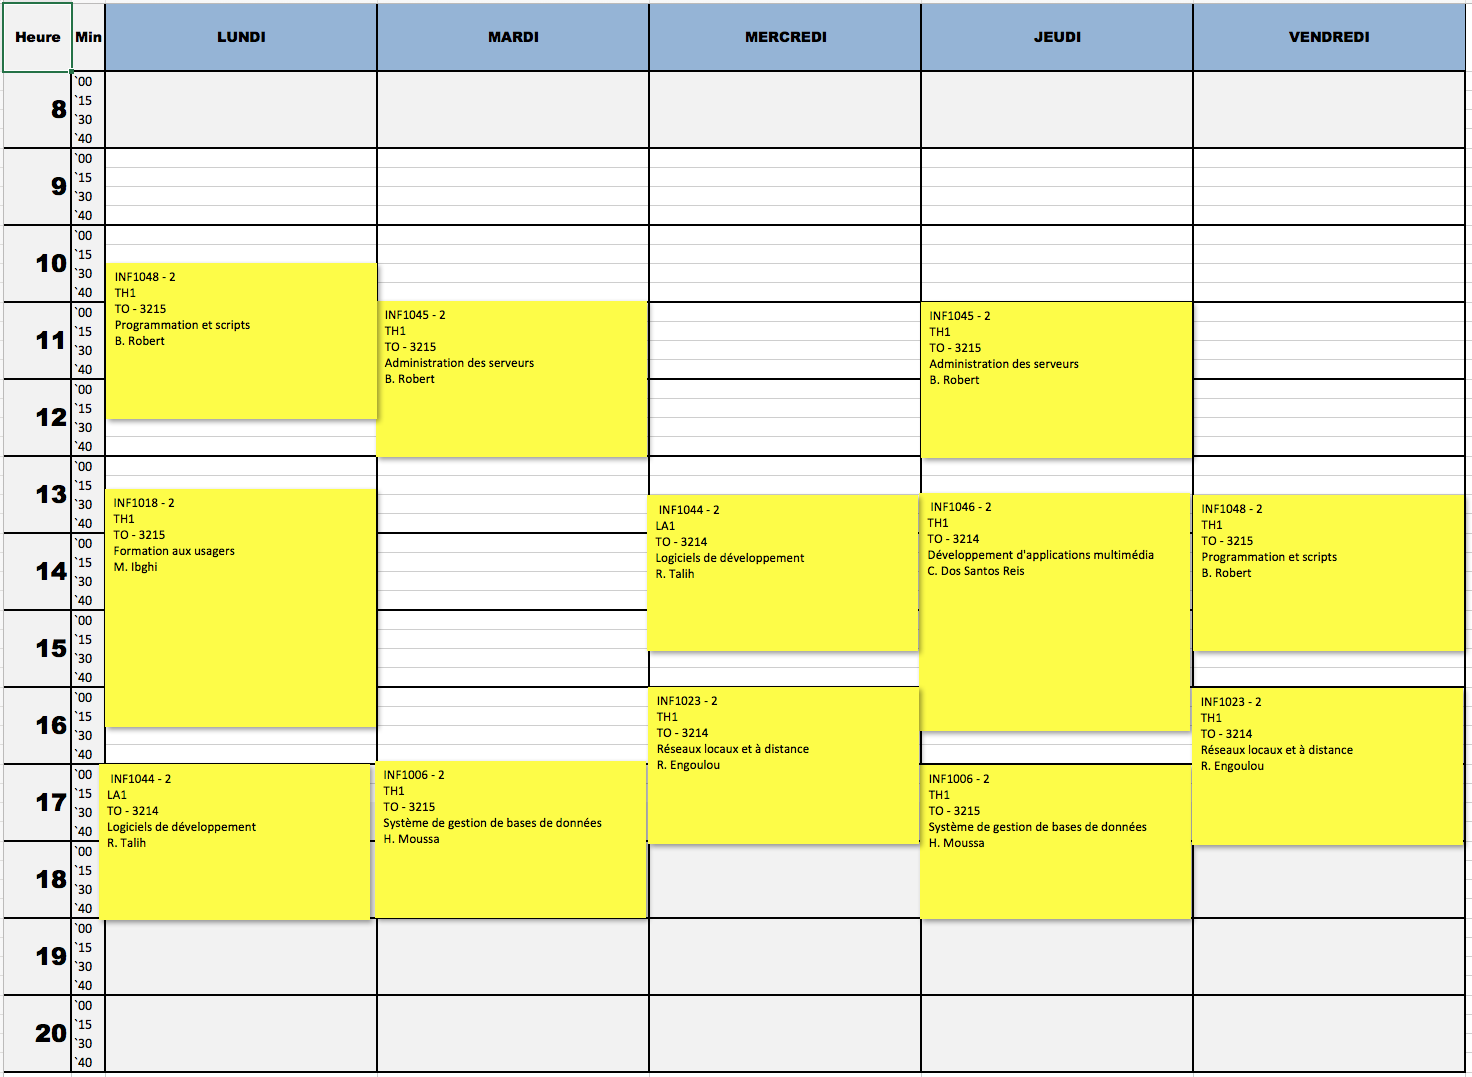 Heure Min LUNDI MARDI MERCREDI JEUDI VENDREDI
8
`00
`15
`30
`40
9
`00
`15
`30
`40
10
`00
`15
`30
`40
11
`00
`15
`30
`40
12
`00
`15
`30
`40
13
`00
`15
`30
`40
14
`00
`15
`30
`40
15
`00
`15
`30
`40
16
`00
`15
`30
`40
17
`00
`15
`30
`40
18
`00
`15
`30
`40
19
`00
`15
`30
`40
20
`00
`15
`30
`40
INF1048 - 2
TH1
TO - 3215
Programmation et scripts
B. Robert
INF1018 - 2
TH1
TO - 3215
Formation aux usagers
M. Ibghi
INF1044 - 2
LA1
TO - 3214
Logiciels de développement
R. Talih
INF1045 - 2
TH1
TO - 3215
Administration des serveurs
B. Robert
INF1006 - 2
TH1
TO - 3215
Système de gestion de bases de données
H. Moussa
INF1044 - 2
LA1
TO - 3214
Logiciels de développement
R. Talih
INF1023 - 2
TH1
TO - 3214
Réseaux locaux et à distance
R. Engoulou
INF1045 - 2
TH1
TO - 3215
Administration des serveurs
B. Robert
INF1046 - 2
TH1
TO - 3214
Développement d'applications multimédia
C. Dos Santos Reis
INF1006 - 2
TH1
TO - 3215
Système de gestion de bases de données
H. Moussa
INF1048 - 2
TH1
TO - 3215
Programmation et scripts
B. Robert
INF1023 - 2
TH1
TO - 3214
Réseaux locaux et à distance
R. Engoulou